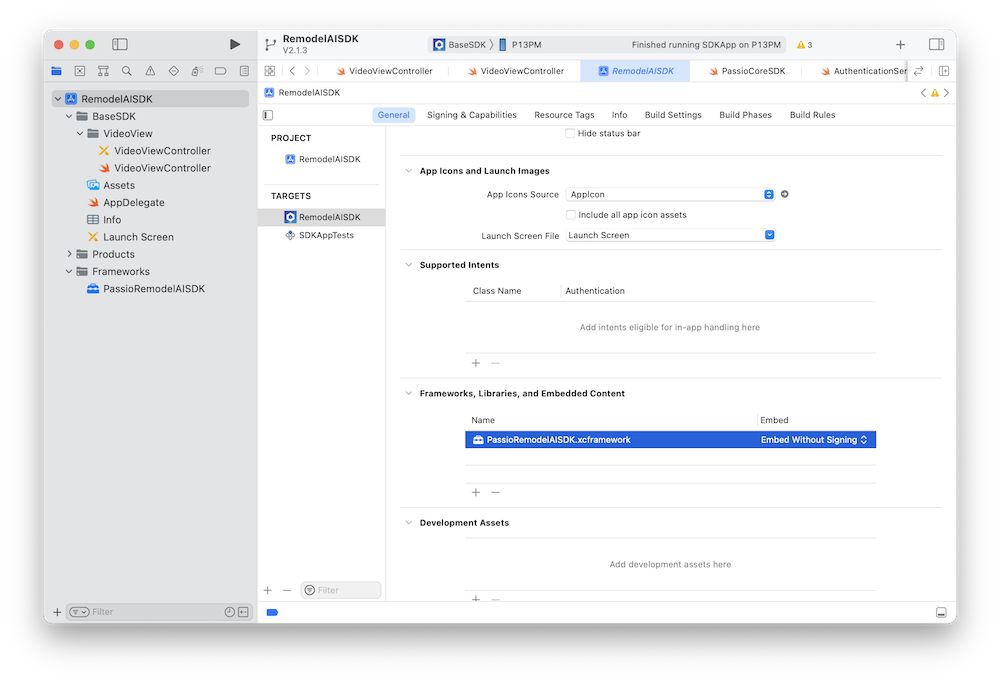 RemodelAISDK
V2.1.3
BaseSDK
P13PM
Finished running SDKApp on P13PM
3
VideoViewController
VideoViewController
RemodelAISDK
PassioCoreSDK
AuthenticationSer
RemodelAISDK
BaseSDK
VideoView
VideoViewController
VideoViewController
Assets
AppDelegate
Info
Launch Screen
Products
Frameworks
PassioRemodelAISDK
Filter
RemodelAISDK
General
Signing & Capabilities
Resource Tags
Info
Build Settings
Build Phases
Build Rules
PROJECT
RemodelAISDK
TARGETS
RemodelAISDK
SDKAppTests
Filter
Hide status bar
App Icons and Launch Images
App Icons Source
AppIcon
Include all app icon assets
Launch Screen File
Launch Screen
Supported Intents
Class Name
Authentication
Add intents eligible for in-app handling here
Frameworks, Libraries, and Embedded Content
Name
Embed
PassioRemodelAISDK.xcframework
Embed Without Signing
Development Assets
Add development assets here